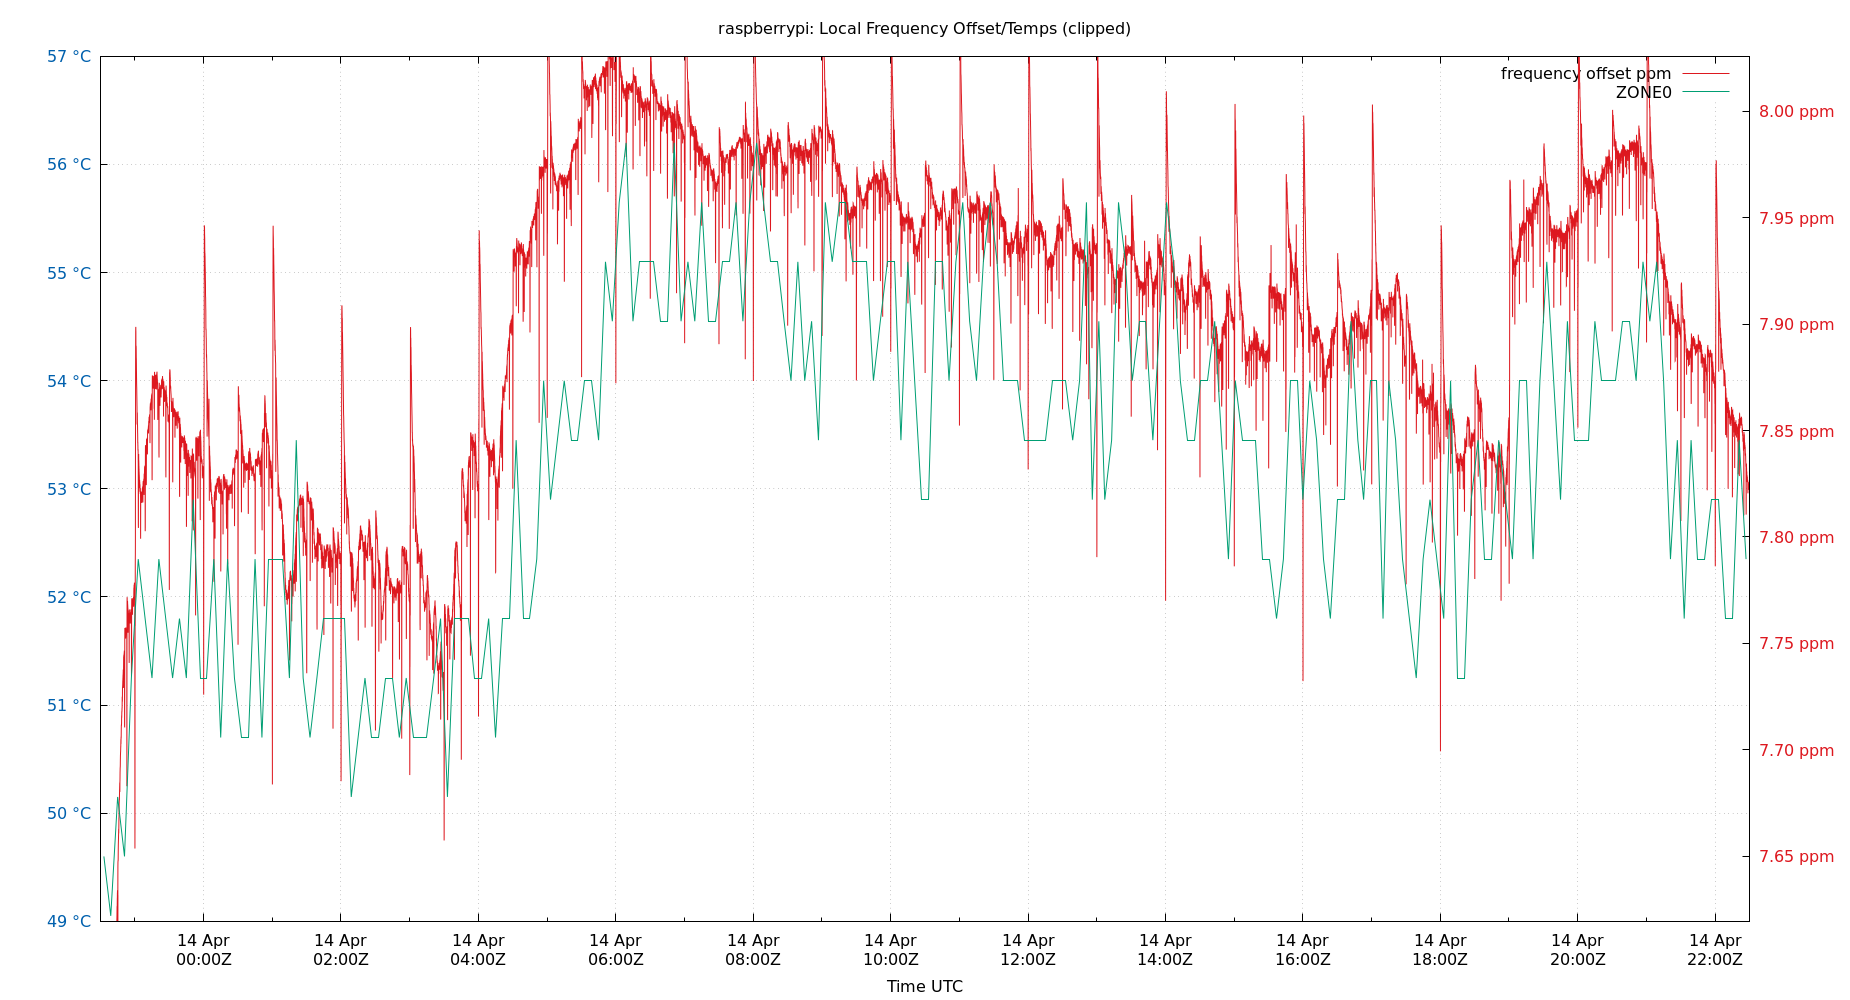 raspberrypi: Local Frequency Offset/Temps (clipped)
57 °C
56 °C
55 °C
54 °C
53 °C
52 °C
51 °C
50 °C
49 °C
frequency offset ppm
ZONE0
8.00 ppm
7.95 ppm
7.90 ppm
7.85 ppm
7.80 ppm
7.75 ppm
7.70 ppm
7.65 ppm
14 Apr 14 Apr 14 Apr 14 Apr 14 Apr 14 Apr 14 Apr 14 Apr 14 Apr 14 Apr 14 Apr 14 Apr
00:00Z 02:00Z 04:00Z 06:00Z 08:00Z 10:00Z 12:00Z 14:00Z 16:00Z 18:00Z 20:00Z 22:00Z
Time UTC